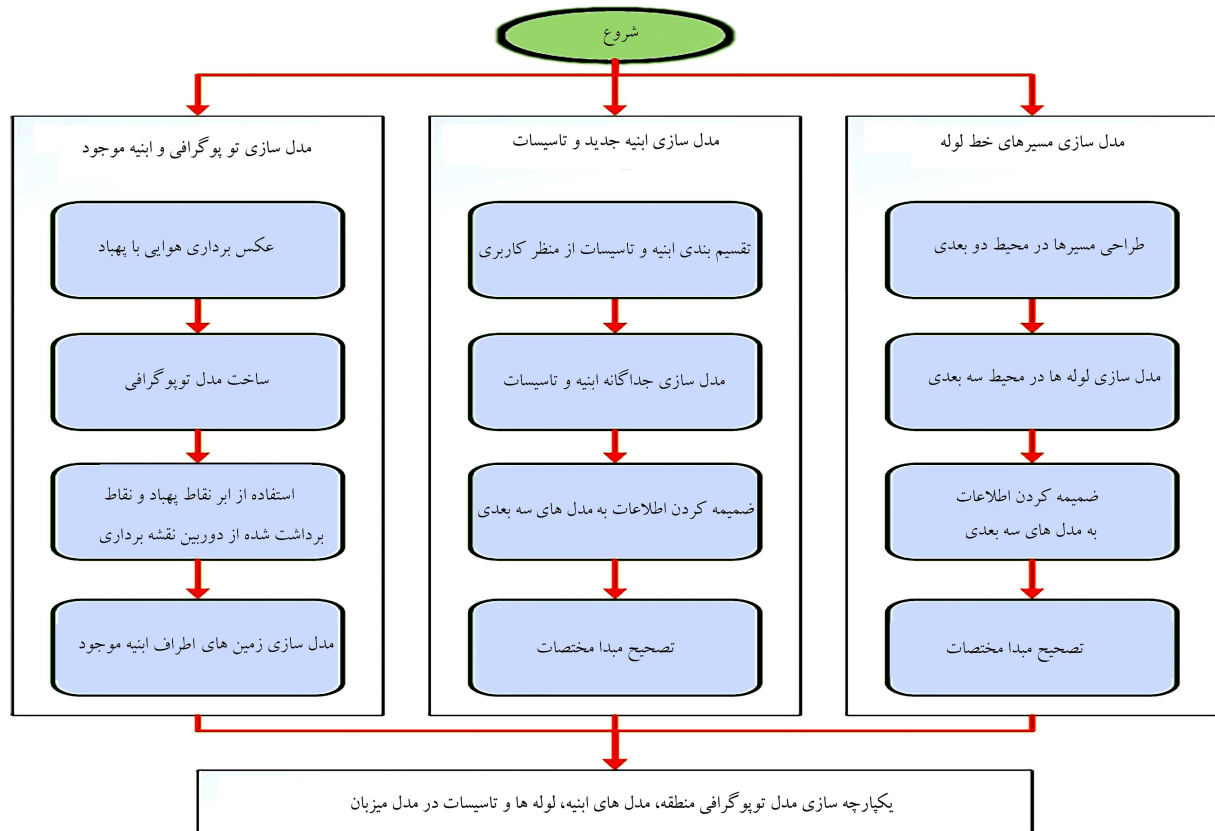 شروع
مدل سازی مسیرهای خط لوله
طراحی مسیرها در محیط دو بعدی
مدل سازی لوله ها در محیط سه بعدی
ضمیمه کردن اطلاعات
به مدل های سه بعدی
تصحیح مبدا مختصات
مدل سازی ابنیه جدید و تاسیسات
تقسیم بندی ابنیه و تاسیسات از منظر کاربری
مدل سازی جداگانه ابنیه و تاسیسات
ضمیمه کردن اطلاعات به مدل های سه بعدی
تصحیح مبدا مختصات
مدل سازی تو پوگرافی و ابنیه موجود
عکس برداری هوایی با پهباد
ساخت مدل توپوگرافی
استفاده از ابر نقاط پهباد و نقاط
برداشت شده از دوربین نقشه برداری
مدل سازی زمین های اطراف ابنیه موجود
یکپارچه سازی مدل توپوگرافی منطقه، مدل های ابنیه، لوله ها و تاسیسات در مدل میزبان